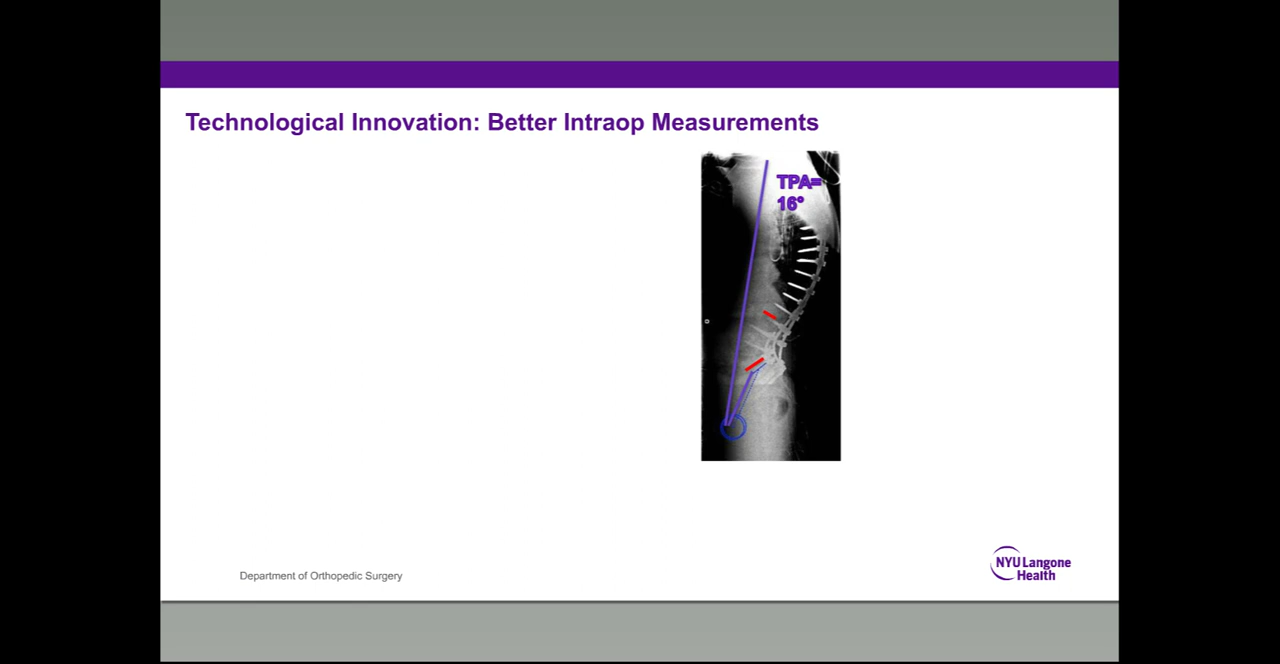 Technological Innovation: Better Intraop Measurements
TPA=
16°
Department of Orthopedic Surgery
NYU Langone
Health